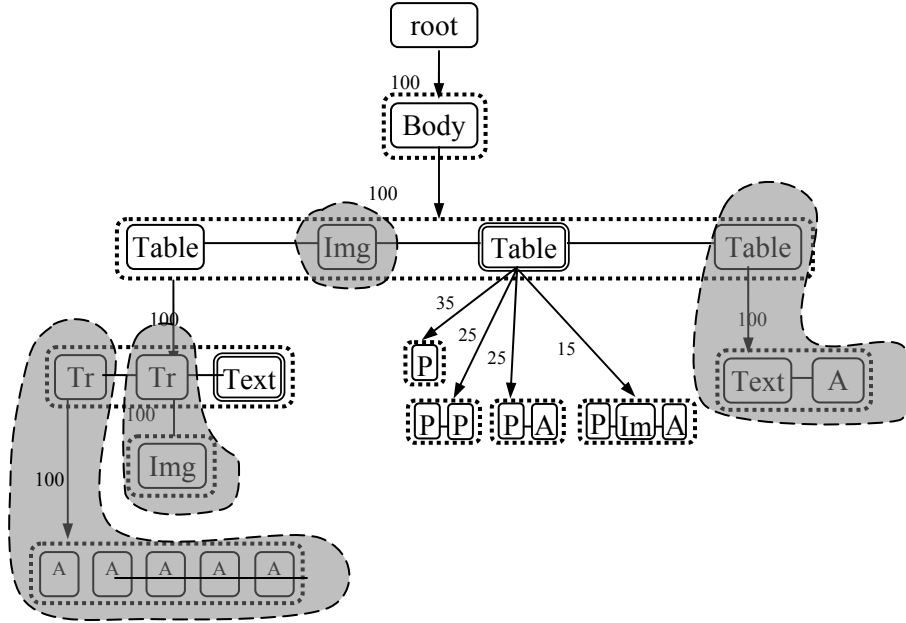 root
100
Body
100
Table Img Table Table
100 35 25 25 15 100
P
Tr Tr Text
Text A
100
P P P A P Im A
Img
100
A A A A A